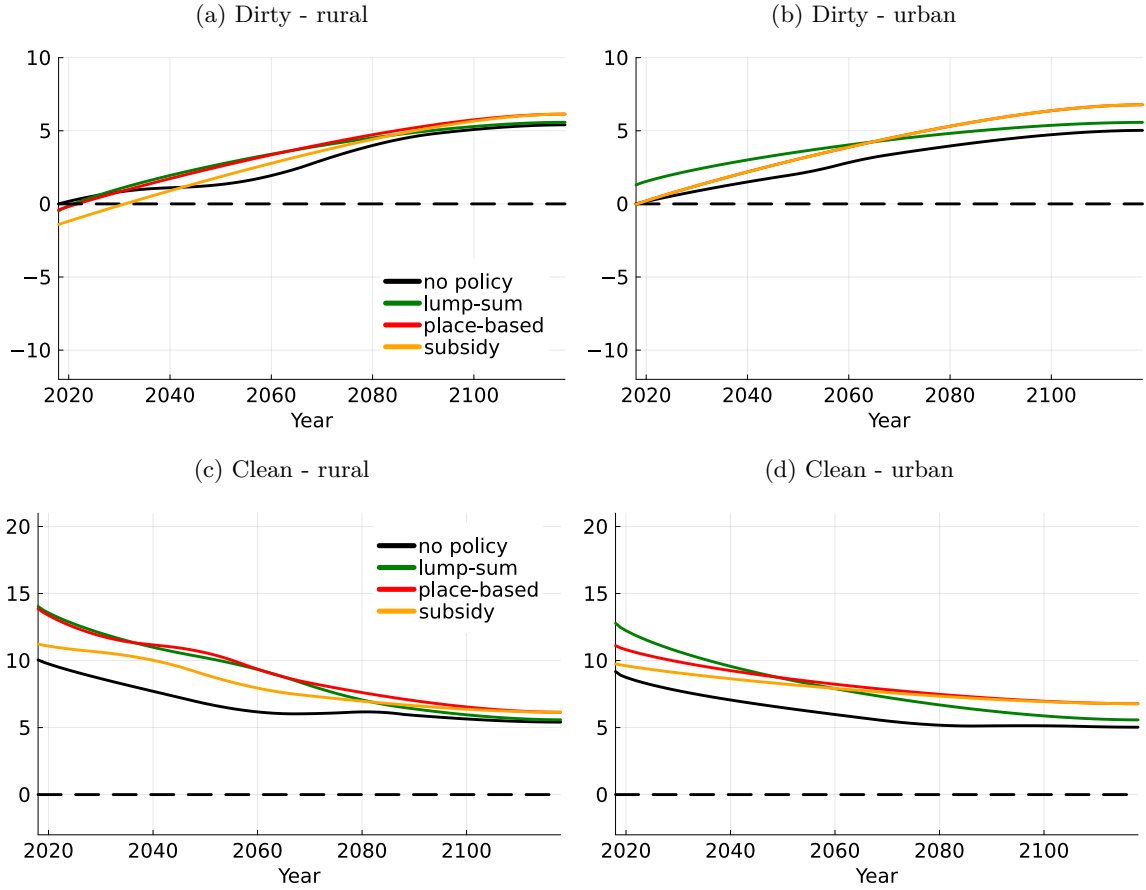 (a) Dirty - rural
10
5
0
−5
−10
no policy
lump-sum
place-based
subsidy
2020 2040 2060 2080 2100
Year
(b) Dirty - urban
10
5
0
−5
−10
2020 2040 2060 2080 2100
Year
(c) Clean - rural
20
15
10
5
0
no policy
lump-sum
place-based
subsidy
2020 2040 2060 2080 2100
Year
(d) Clean - urban
20
15
10
5
0
2020 2040 2060 2080 2100
Year